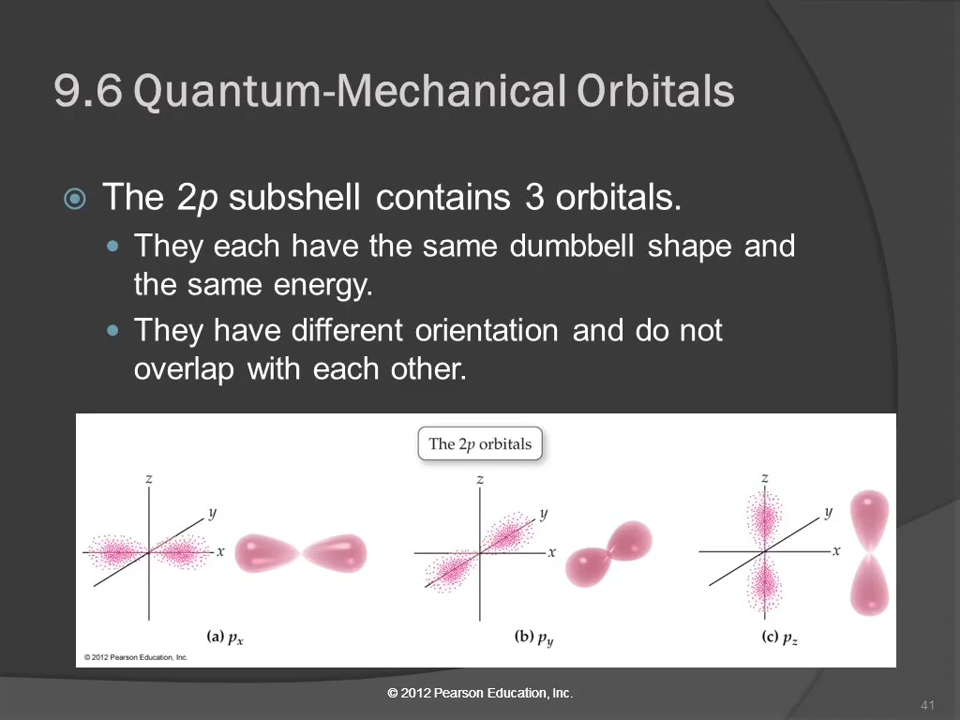 9.6 Quantum-Mechanical Orbitals
The 2p subshell contains 3 orbitals.
They each have the same dumbbell shape and
the same energy.
They have different orientation and do not
overlap with each other.
The 2p orbitals
z
y
x
z
y
x
z
y
x
(a) px
(b) py
(c) pz
© 2012 Pearson Education, Inc.
© 2012 Pearson Education, Inc.
41